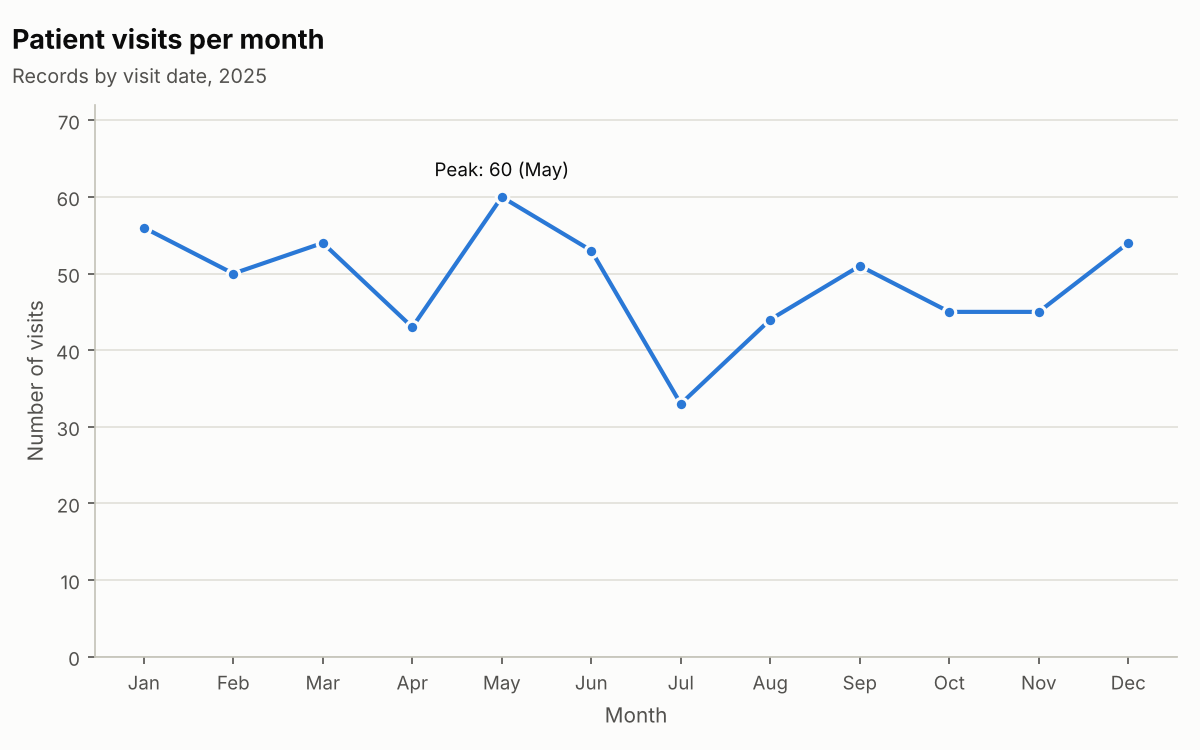 Patient visits per month
Records by visit date, 2025
70
Peak: 60 (May)
60
50
40
30
20
10
0
Number of visits
Jan Feb Mar Apr May Jun Jul Aug Sep Oct Nov Dec
Month